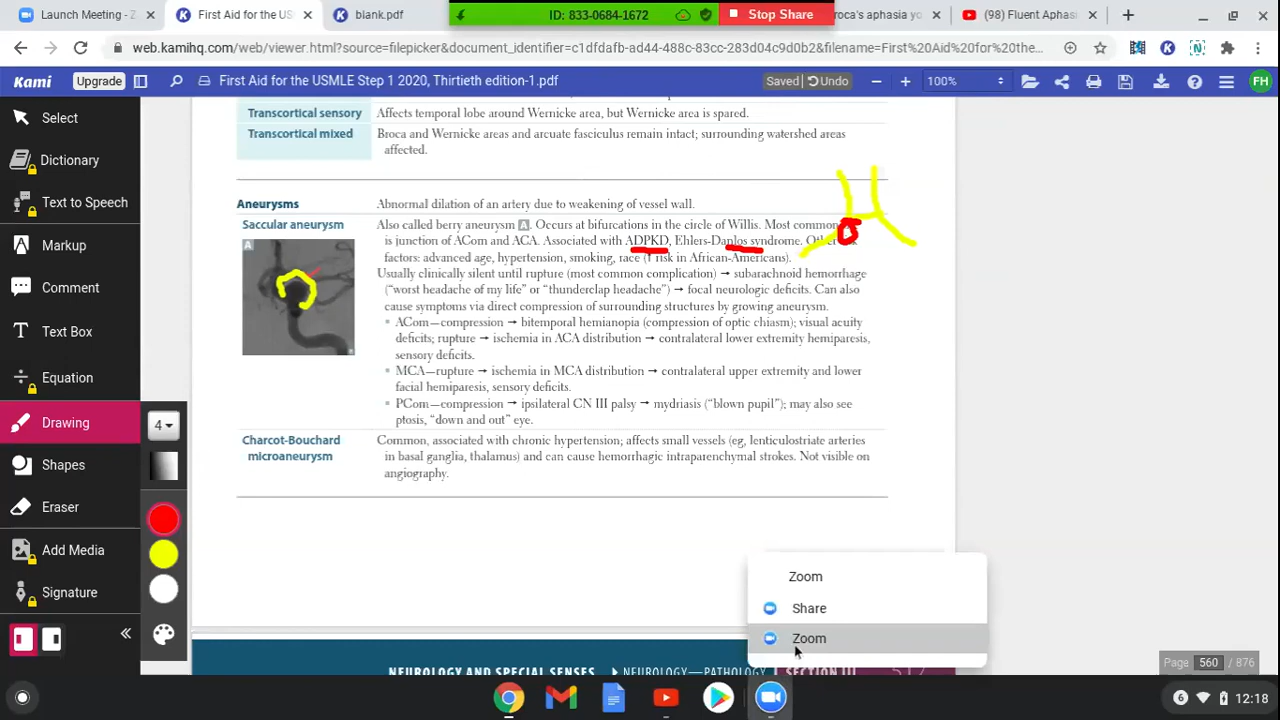 Launch Meeting - Z
First Aid for the US
blank.pdf
ID: 833-0684-1672
Stop Share
roca's aphasia yo
(98) Fluent Aphas
web.kamihq.com/web/viewer.html?source=filepicker&document_identifier=c1dfdafb-ad44-488c-83cc-283d04c9d0b2&filename=First%20Aid%20for%20the...
Kami
Upgrade
First Aid for the USMLE Step 1 2020, Thirtieth edition-1.pdf
Saved
Undo
100%
FH
Select
Dictionary
Text to Speech
Markup
Comment
Text Box
Equation
Drawing
Shapes
Eraser
Add Media
Signature
4
Transcortical sensory Affects temporal lobe around Wernicke area, but Wernicke area is spared.
Transcortical mixed Broca and Wernicke areas and arcuate fasciculus remain intact; surrounding watershed areas
affected.
Aneurysms Abnormal dilation of an artery due to weakening of vessel wall.
Saccular aneurysm Also called berry aneurysm A. Occurs at bifurcations in the circle of Willis. Most common
is junction of ACom and ACA. Associated with ADPKD, Ehlers-Danlos syndrome. Other
factors: advanced age, hypertension, smoking, race (↑ risk in African-Americans).
Usually clinically silent until rupture (most common complication) → subarachnoid hemorrhage
("worst headache of my life" or "thunderclap headache") → focal neurologic deficits. Can also
cause symptoms via direct compression of surrounding structures by growing aneurysm.
▪ ACom—compression → bitemporal hemianopia (compression of optic chiasm); visual acuity
deficits; rupture → ischemia in ACA distribution → contralateral lower extremity hemiparesis,
sensory deficits.
▪ MCA—rupture → ischemia in MCA distribution → contralateral upper extremity and lower
facial hemiparesis, sensory deficits.
▪ PCom—compression → ipsilateral CN III palsy → mydriasis ("blown pupil"); may also see
ptosis, "down and out" eye.
A
Charcot-Bouchard
microaneurysm
Common, associated with chronic hypertension; affects small vessels (eg, lenticulostriate arteries
in basal ganglia, thalamus) and can cause hemorrhagic intraparenchymal strokes. Not visible on
angiography.
Zoom
Share
Zoom
NEUROLOGY AND SPECIAL SENSES
NEUROLOGY—PATHOLOGY
SECTION III
517
Page 560 / 876
6
12:18